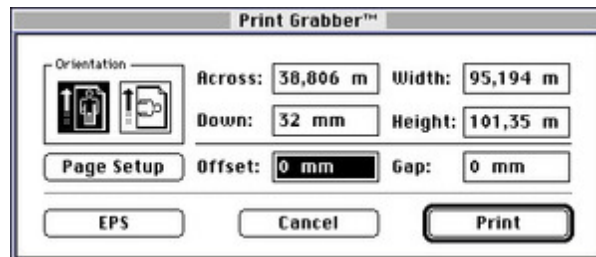 Print Grabber™
Orientation
Across: 38,806 m Width: 95,194 m
Down: 32 mm Height: 101,35 m
Page Setup Offset: 0 mm Gap: 0 mm
EPS Cancel Print